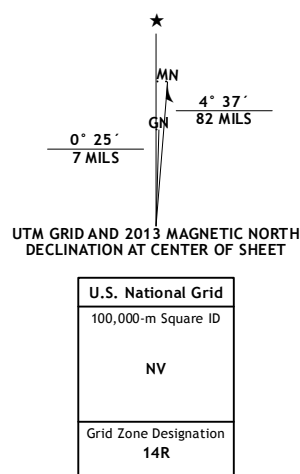 MN
GN
4° 37´
82 MILS
0° 25´
7 MILS
UTM GRID AND 2013 MAGNETIC NORTH
DECLINATION AT CENTER OF SHEET
U.S. National Grid
100,000-m Square ID
NV
Grid Zone Designation
14R